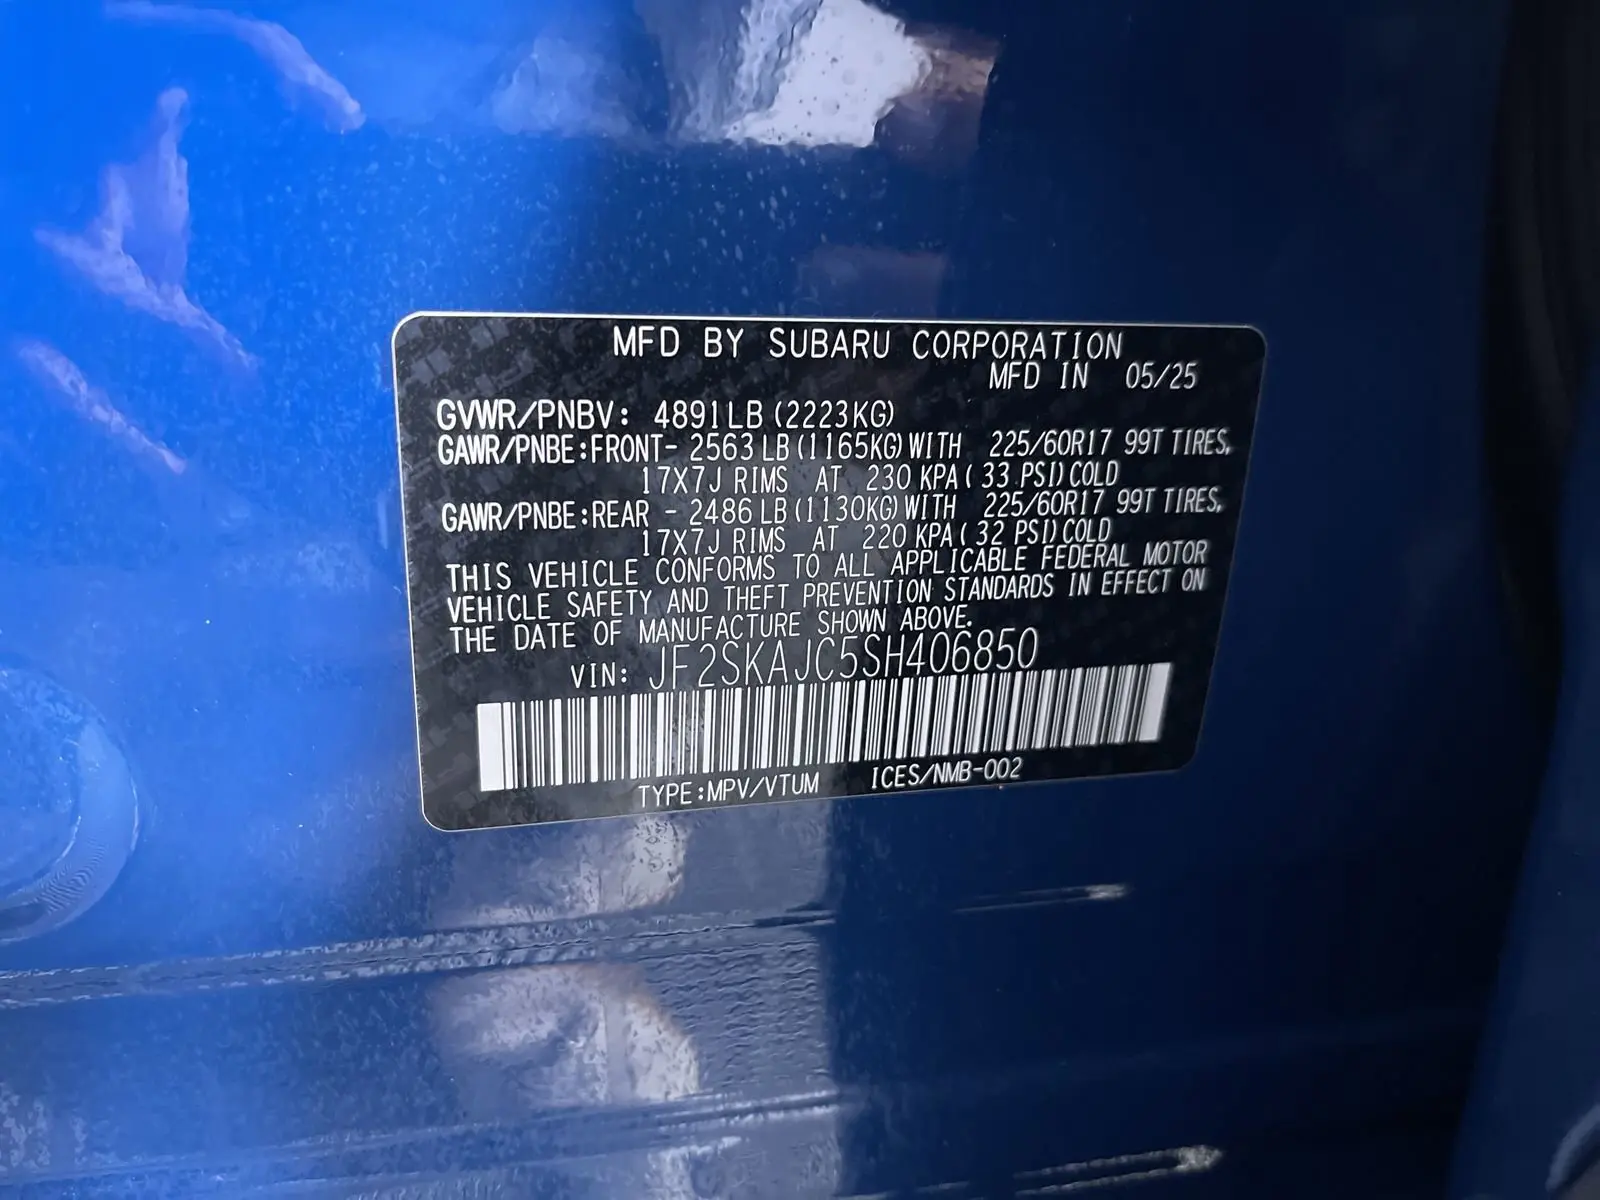 MFD BY SUBARU CORPORATION
MFD IN 05/25
GVWR/PNBV: 4891LB (2223KG)
GAWR/PNBE:FRONT- 2563 LB (1165KG) WITH 225/60R17 99T TIRES,
17X7J RIMS AT 230 KPA( 33 PSI) COLD
GAWR/PNBE:REAR - 2486 LB (1130KG) WITH 225/60R17 99T TIRES,
17X7J RIMS AT 220 KPA( 32 PSI) COLD
THIS VEHICLE CONFORMS TO ALL APPLICABLE FEDERAL MOTOR
VEHICLE SAFETY AND THEFT PREVENTION STANDARDS IN EFFECT ON
THE DATE OF MANUFACTURE SHOWN ABOVE.
VIN: JF2SKAJC5SH406850
TYPE:MPV/VTUM ICES/NMB-002